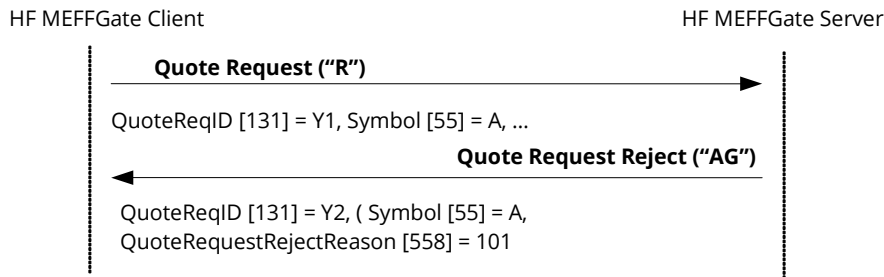 HF MEFFGate Client
HF MEFFGate Server
Quote Request (“R”)
QuoteReqID [131] = Y1, Symbol [55] = A, ...
Quote Request Reject (“AG”)
QuoteReqID [131] = Y2, ( Symbol [55] = A,
QuoteRequestRejectReason [558] = 101